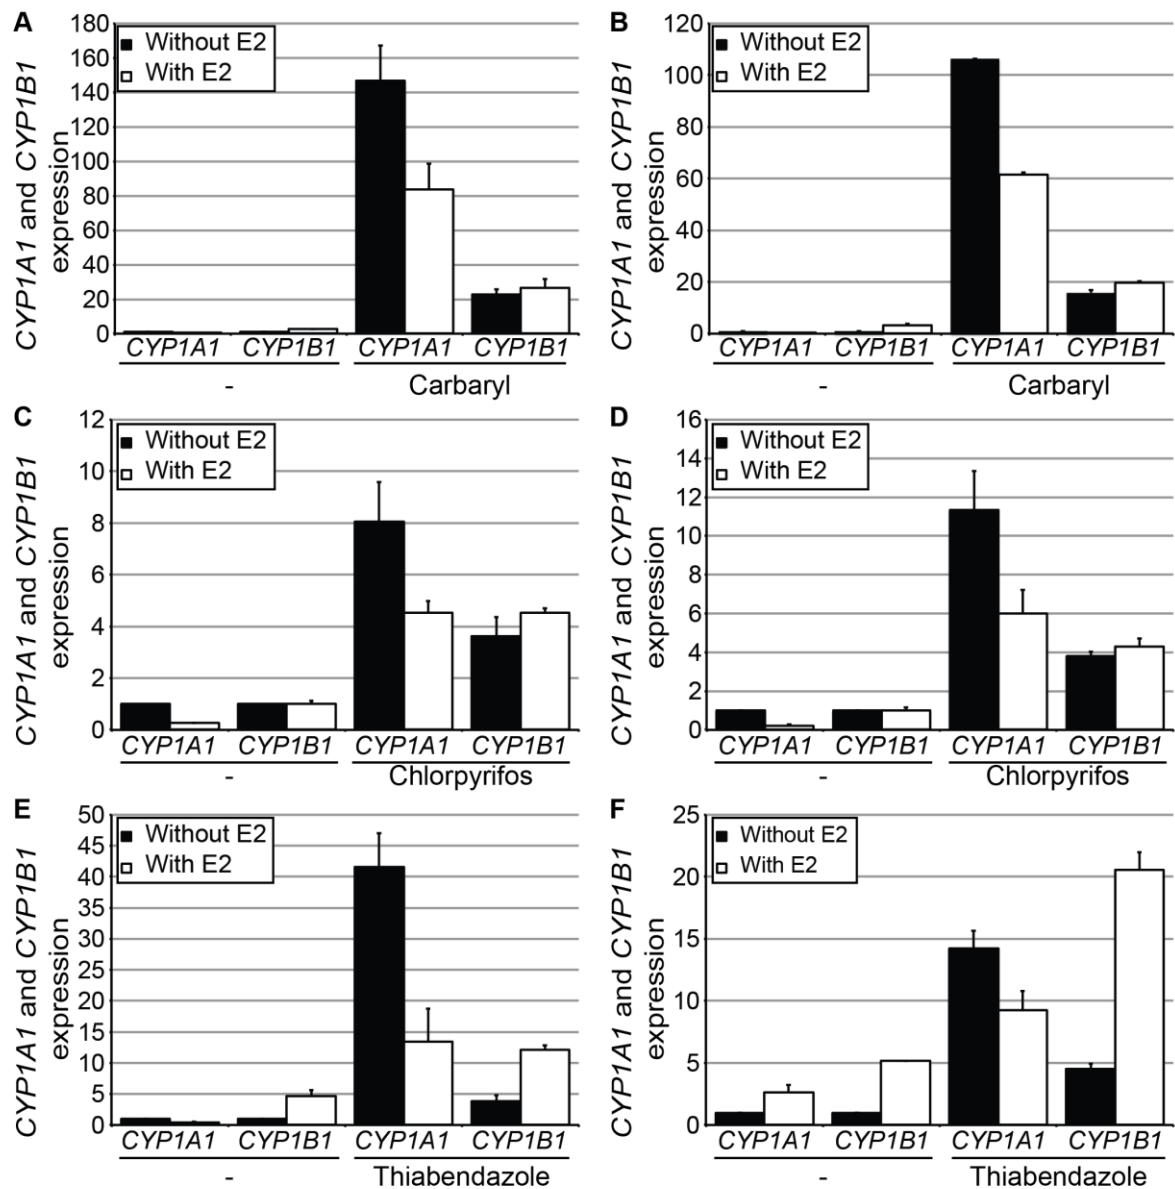 A
CYP1A1 and CYP1B1
expression
180
160
140
120
100
80
60
40
20
0
Without E2
With E2
CYP1A1 CYP1B1 CYP1A1 CYP1B1
- Carbaryl
B
CYP1A1 and CYP1B1
expression
120
100
80
60
40
20
0
Without E2
With E2
CYP1A1 CYP1B1 CYP1A1 CYP1B1
- Carbaryl
C
CYP1A1 and CYP1B1
expression
12
10
8
6
4
2
0
Without E2
With E2
CYP1A1 CYP1B1 CYP1A1 CYP1B1
- Chlorpyrifos
D
CYP1A1 and CYP1B1
expression
16
14
12
10
8
6
4
2
0
Without E2
With E2
CYP1A1 CYP1B1 CYP1A1 CYP1B1
- Chlorpyrifos
E
CYP1A1 and CYP1B1
expression
50
45
40
35
30
25
20
15
10
5
0
Without E2
With E2
CYP1A1 CYP1B1 CYP1A1 CYP1B1
- Thiabendazole
F
CYP1A1 and CYP1B1
expression
25
20
15
10
5
0
Without E2
With E2
CYP1A1 CYP1B1 CYP1A1 CYP1B1
- Thiabendazole